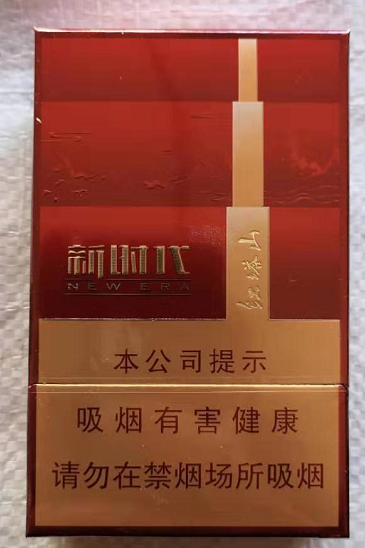 新时代
NEW ERA
红塔山
本公司提示
吸烟有害健康
请勿在禁烟场所吸烟